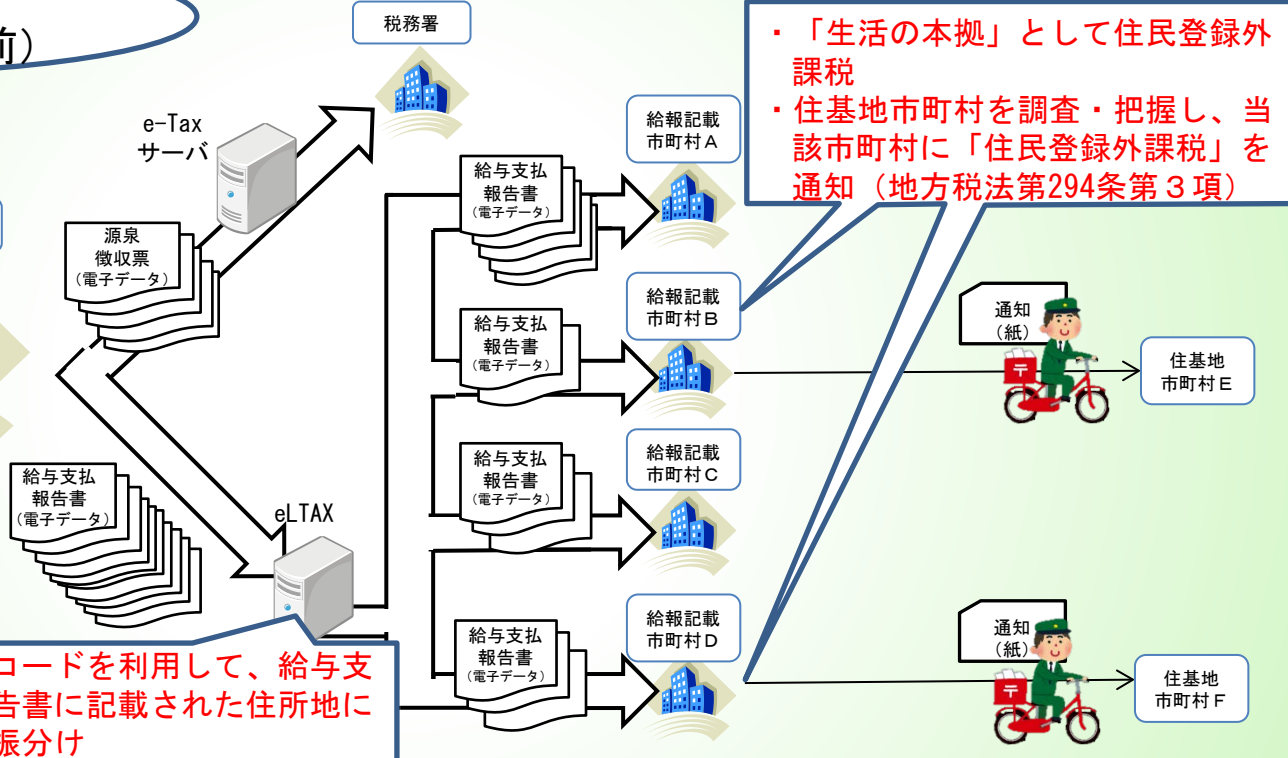 前）
税務署
・「生活の本拠」として住民登録外
課税
・住基地市町村を調査・把握し、当
該市町村に「住民登録外課税」を
通知（地方税法第294条第３項）
e-Tax
サーバ
源泉
徴収票
（電子データ）
給与支払
報告書
（電子データ）
給報記載
市町村Ａ
給与支払
報告書
（電子データ）
給報記載
市町村Ｂ
通知
（紙）
〒
住基地
市町村Ｅ
給与支払
報告書
（電子データ）
給報記載
市町村Ｃ
給与支払
報告書
（電子データ）
eLTAX
給与支払
報告書
（電子データ）
給報記載
市町村Ｄ
通知
（紙）
〒
住基地
市町村Ｆ
コードを利用して、給与支
告書に記載された住所地に
振分け